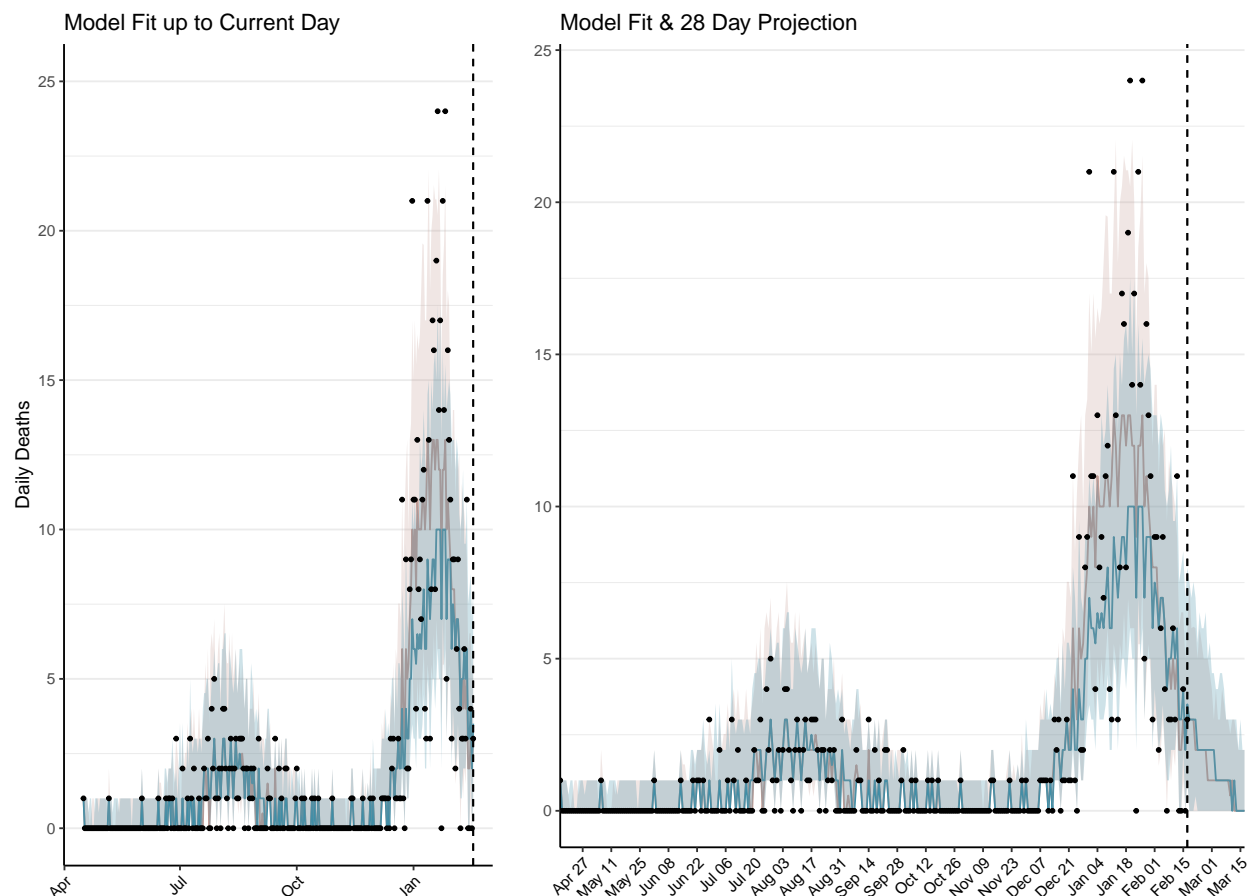 Model Fit up to Current Day
Daily Deaths
25
20
15
10
5
0
Apr
Jul
Oct
Jan
Model Fit & 28 Day Projection
25
20
15
10
5
0
Apr 27
May 11
May 25
Jun 08
Jun 22
Jul 06
Jul 20
Aug 03
Aug 17
Aug 31
Sep 14
Sep 28
Oct 12
Oct 26
Nov 09
Nov 23
Dec 07
Dec 21
Jan 04
Jan 18
Feb 01
Feb 15
Mar 01
Mar 15